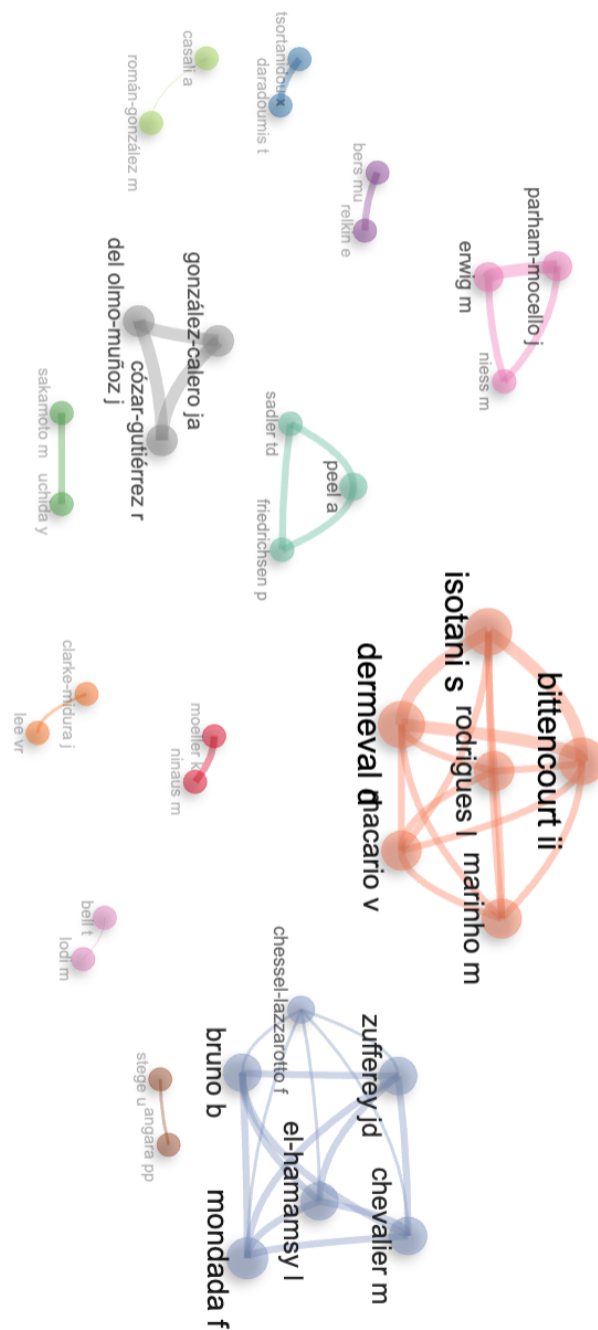 bittencourt ii
parham-mocello j
niess m
marinho m
erwig m
rodrigues l
isotani s
chevalier m
zufferey jd
dermeval d
macario v
bers mu
relkin e
peel a
el-hamamsy l
tsortanidou x
chessel-lazzarotto f
sadler td
daradoumis t
friedrichsen p
mondada f
bruno b
moeller k
gonzález-calero ja
casali a
ninaus m
angara pp
stege u
cózar-gutiérrez r
román-gonzález m
del olmo-muñoz j
bell t
clarke-midura j
lodi m
uchida y
sakamoto m
lee vr